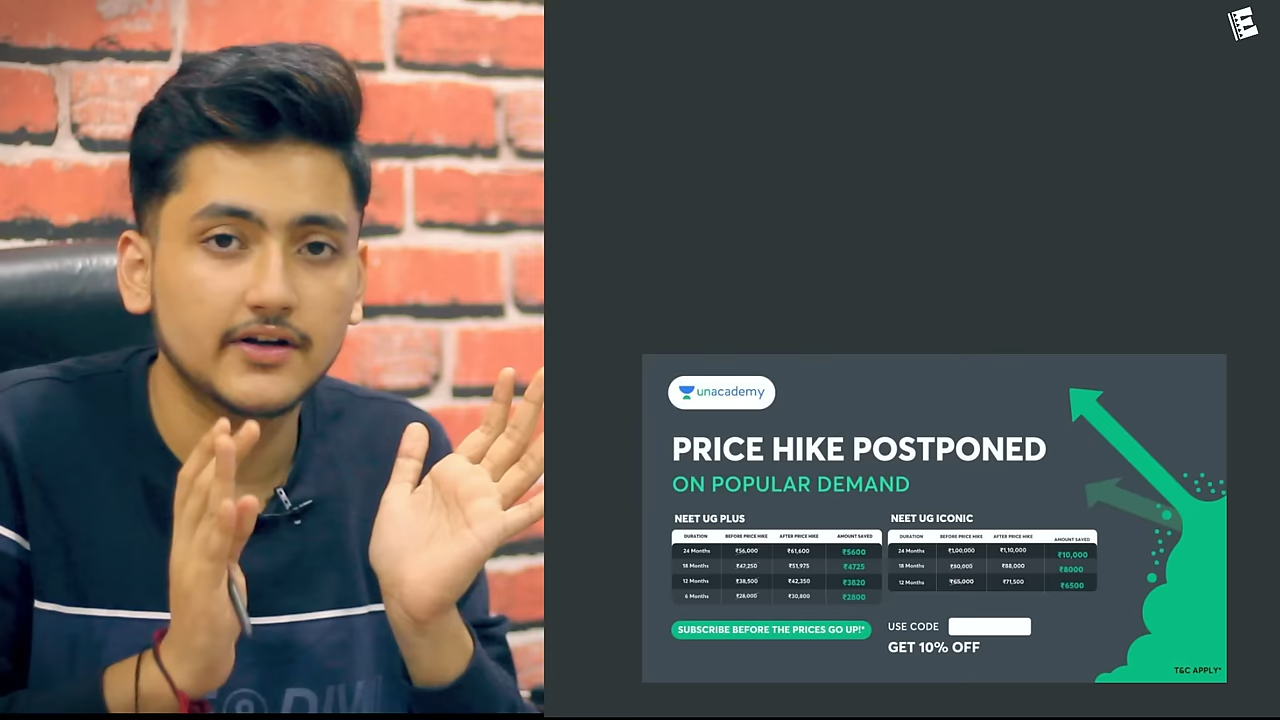 unacademy
PRICE HIKE POSTPONED
ON POPULAR DEMAND
NEET UG PLUS
DURATION BEFORE PRICE HIKE AFTER PRICE HIKE AMOUNT SAVED
24 Months ₹56,000 ₹61,600 ₹5600
18 Months ₹47,250 ₹51,975 ₹4725
12 Months ₹38,500 ₹42,350 ₹3820
6 Months ₹28,000 ₹30,800 ₹2800
SUBSCRIBE BEFORE THE PRICES GO UP!*
NEET UG ICONIC
DURATION BEFORE PRICE HIKE AFTER PRICE HIKE AMOUNT SAVED
24 Months ₹1,00,000 ₹1,10,000 ₹10,000
18 Months ₹80,000 ₹88,000 ₹8000
12 Months ₹65,000 ₹71,500 ₹6500
USE CODE
GET 10% OFF
T&C APPLY*